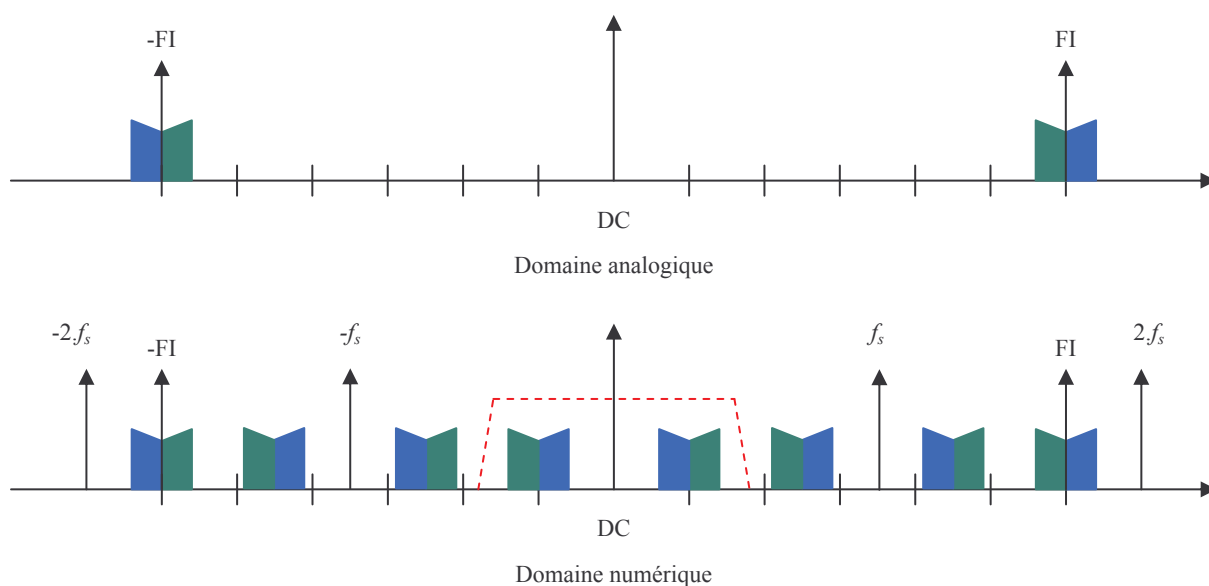 -FI
FI
DC
Domaine analogique
-2.fs
-FI
-fs
fs
FI
2.fs
DC
Domaine numérique